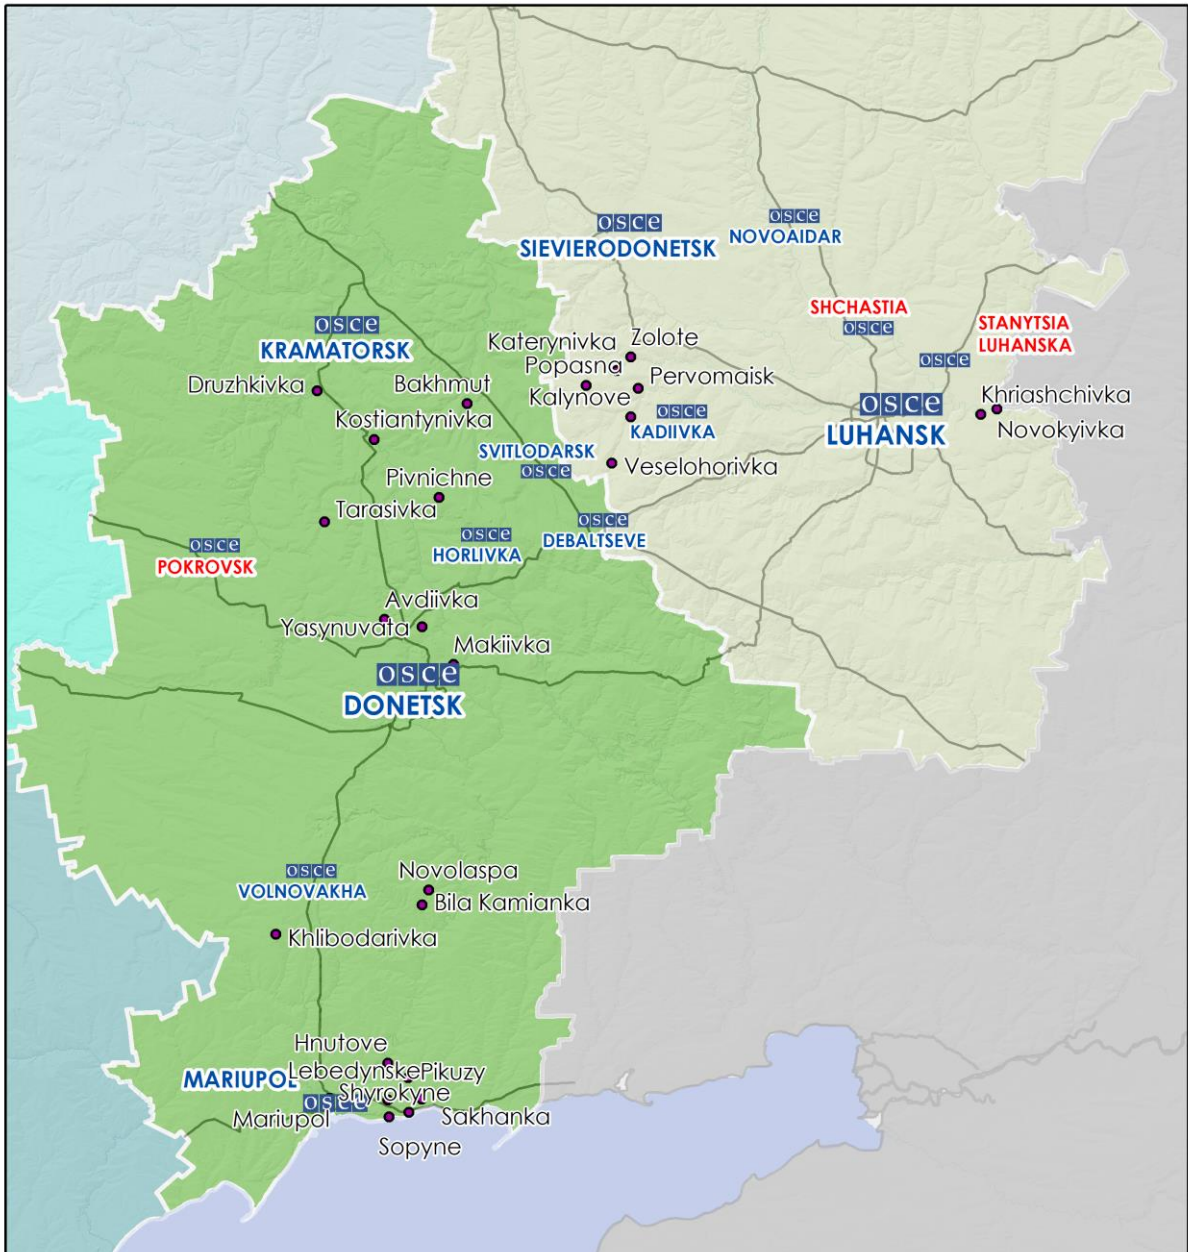 osce
SIEVIERODONETSK
osce
NOVOAIDAR
SHCHASTIA
osce
STANYTSIA
LUHANSKA
osce
osce
KRAMATORSK
Katerynivka
Zolote
Popasna
Druzhkivka
Bakhmut
Pervomaisk
Kalynove
Khriashchivka
osce
LUHANSK
Novokyivka
osce
KADIIVKA
Kostiantynivka
SVITLODARSK
osce
Veselohorivka
Pivnichne
Tarasivka
osce
DEBALTSEVE
osce
HORLIVKA
osce
POKROVSK
Avdiivka
Yasynuvata
Makiivka
osce
DONETSK
osce
VOLNOVAKHA
Novolaspa
Bila Kamianka
Khlibodarivka
Hnutove
Lebedynske
Pikuzy
MARIUPOL
osce
Shyrokyne
Mariupol
Sakhanka
Sopyne